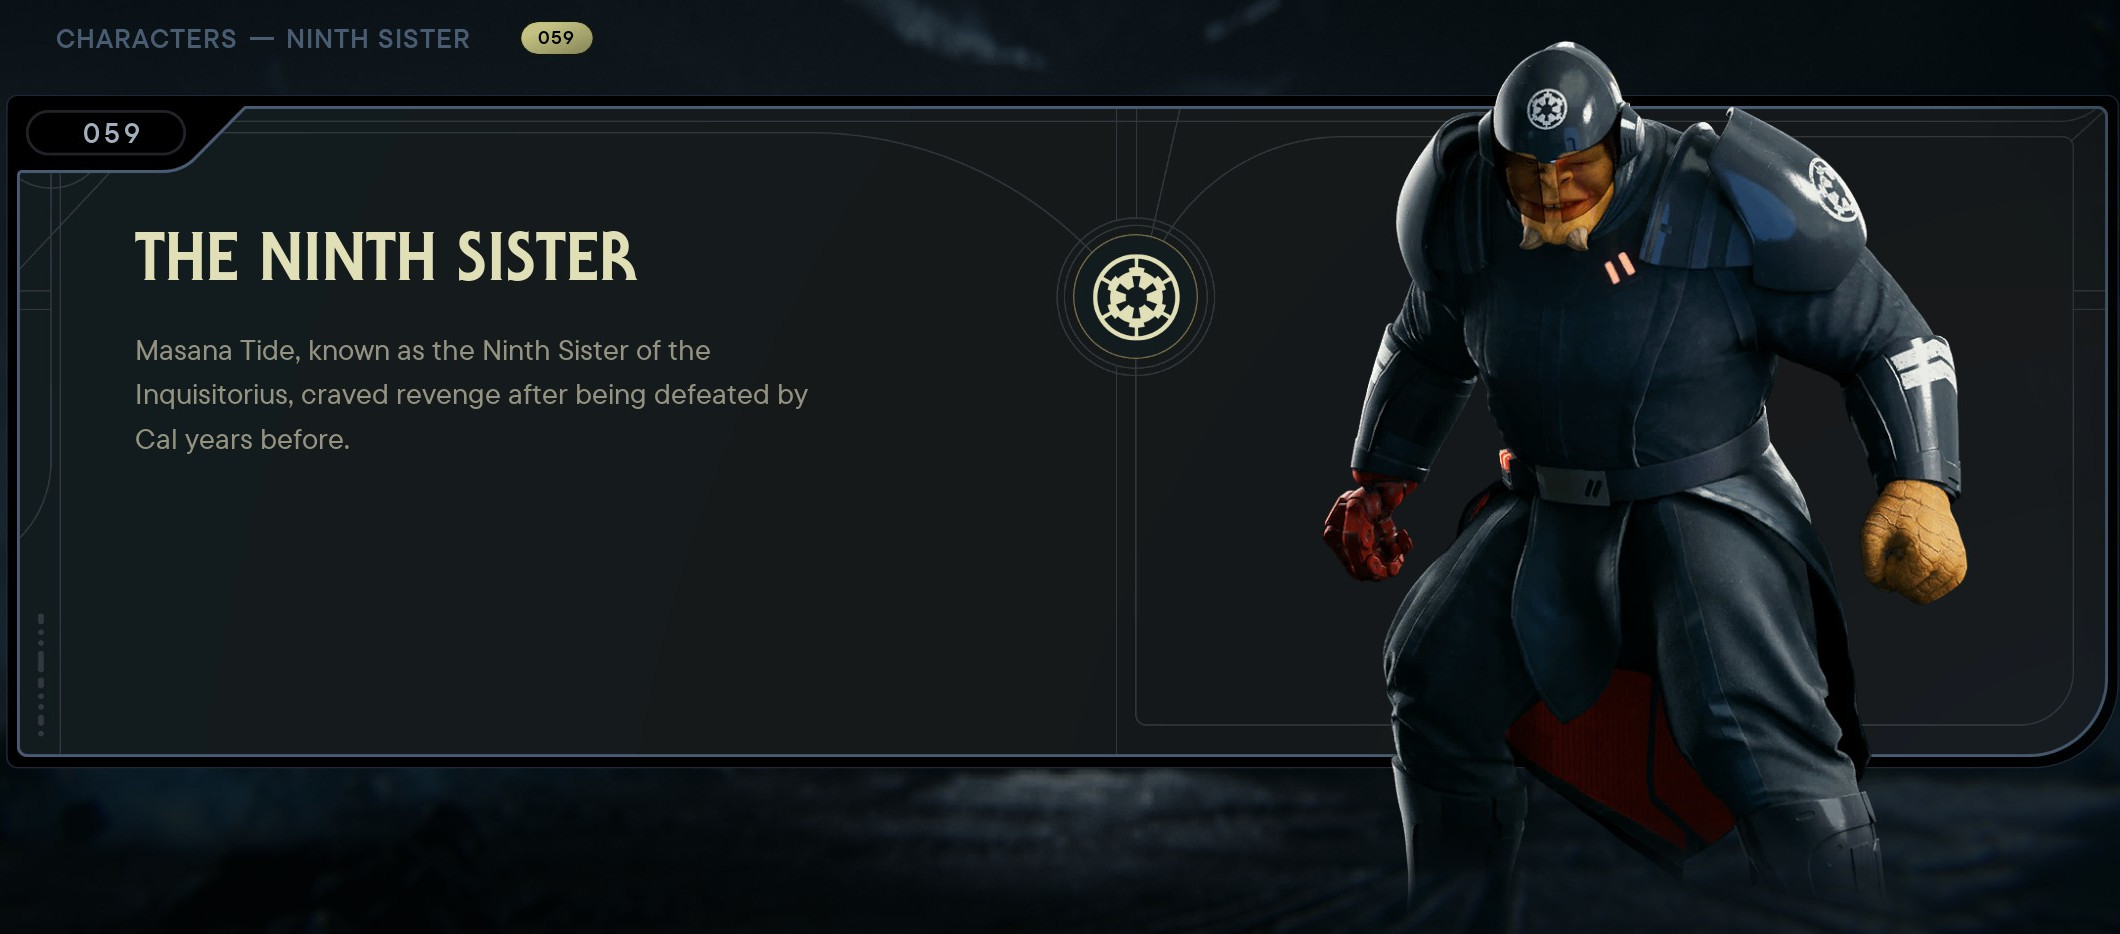 CHARACTERS — NINTH SISTER 059
059
THE NINTH SISTER
Masana Tide, known as the Ninth Sister of the
Inquisitorius, craved revenge after being defeated by
Cal years before.